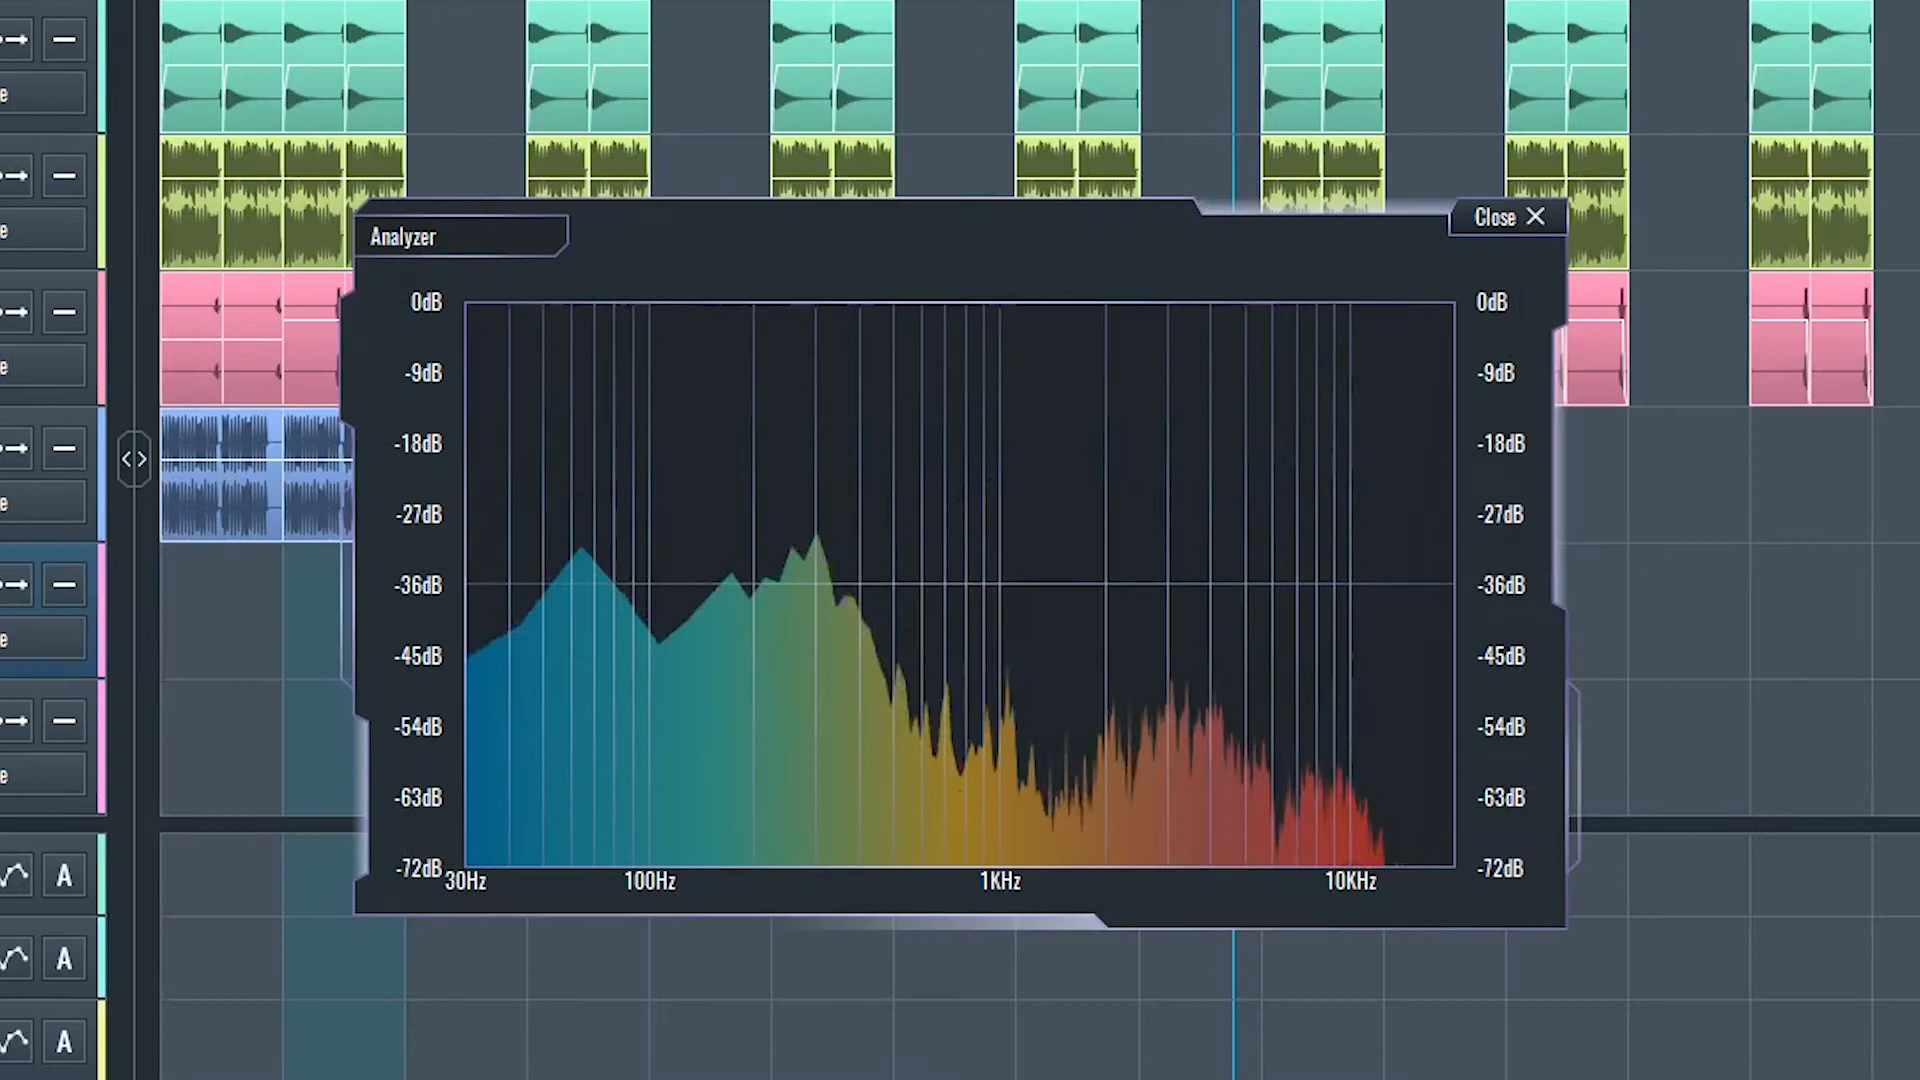 Close
Analyzer
0dB 0dB
-9dB -9dB
-18dB -18dB
-27dB -27dB
-36dB -36dB
-45dB -45dB
-54dB -54dB
-63dB -63dB
-72dB -72dB
30Hz 100Hz 1KHz 10KHz
e
e
e
e
e
e
A
A
A